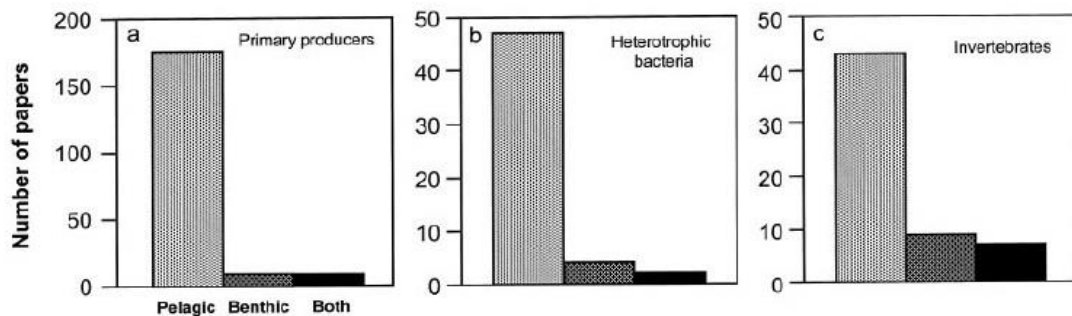 Number of papers
a
Primary producers
200
150
100
50
0
Pelagic Benthic Both
b
Heterotrophic
bacteria
50
40
30
20
10
0
c
Invertebrates
50
40
30
20
10
0